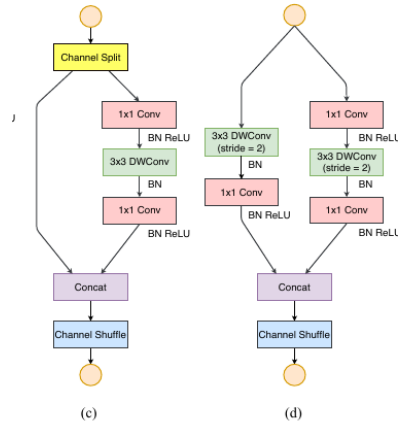 Channel Split
1x1 Conv
BN ReLU
3x3 DWConv
BN
1x1 Conv
BN ReLU
Concat
Channel Shuffle
(c)
3x3 DWConv
(stride = 2)
BN
1x1 Conv
BN ReLU
1x1 Conv
BN ReLU
3x3 DWConv
(stride = 2)
BN
1x1 Conv
BN ReLU
Concat
Channel Shuffle
(d)